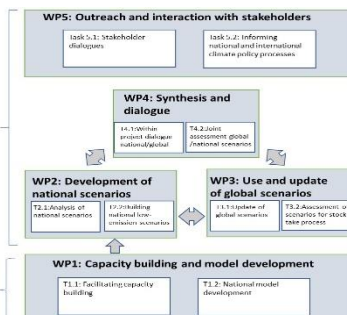 WP5: Outreach and interaction with stakeholders
Task 5.1: Stakeholder
dialogues
Task 5.2: Informing
national and international
climate policy processes
WP4: Synthesis and
dialogue
T4.1:Within
project dialogue
national/global
T4.2:Joint
assessment global
/national scenarios
WP2: Development of
national scenarios
T2.1:Analysis of
national scenarios
T2.2:Building
national low-
emission scenarios
WP3: Use and update
of global scenarios
T3.1:Update of
global scenarios
T3.2:Assessment of
scenarios for stock
take process
WP1: Capacity building and model development
T1.1: Facilitating capacity
building
T1.2: National model
development